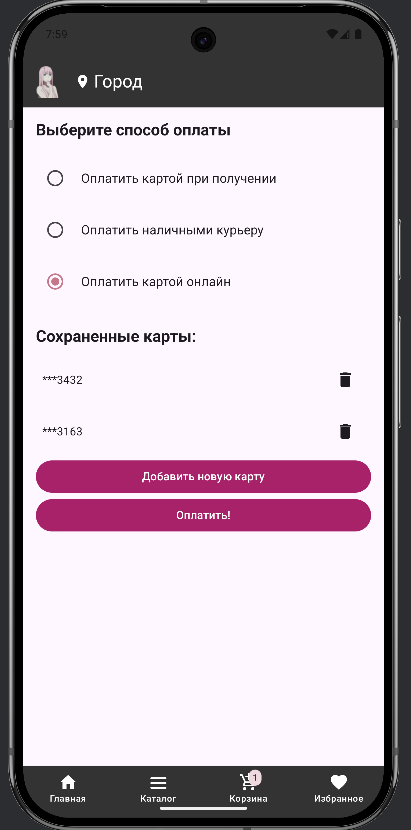 7:59
Город
Выберите способ оплаты
Оплатить картой при получении
Оплатить наличными курьеру
Оплатить картой онлайн
Сохраненные карты:
***3432
***3163
Добавить новую карту
Оплатить!
1
Главная Каталог Корзина Избранное